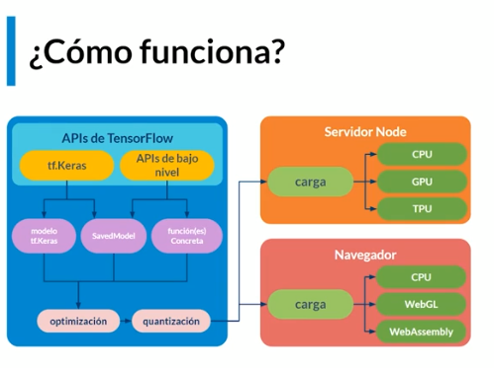 ¿Cómo funciona?
APIs de TensorFlow
tf.Keras
APIs de bajo
nivel
modelo
tf.Keras
SavedModel
función(es)
Concreta
optimización
quantización
Servidor Node
carga
CPU
GPU
TPU
Navegador
carga
CPU
WebGL
WebAssembly